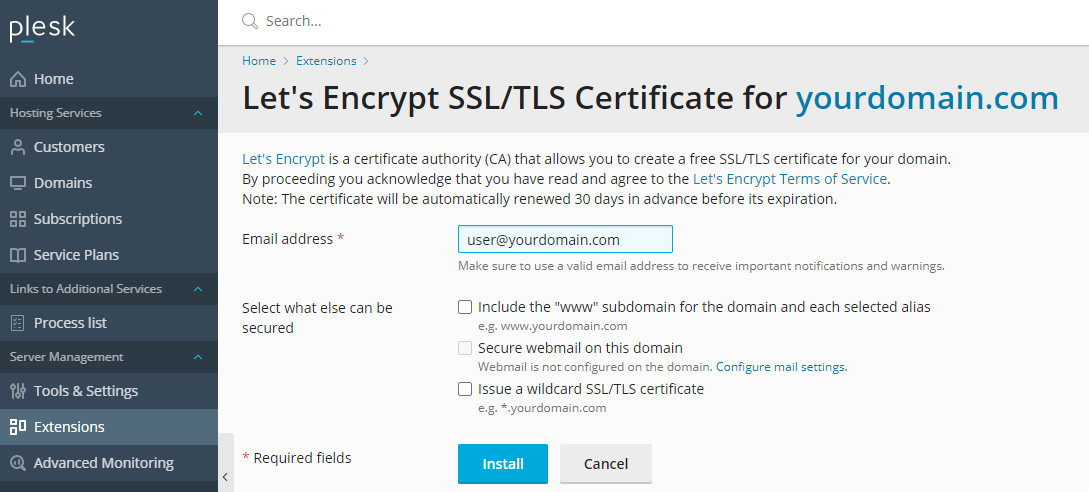 plesk
Search...
Home
Hosting Services
Customers
Domains
Subscriptions
Service Plans
Links to Additional Services
Process list
Server Management
Tools & Settings
Extensions
Advanced Monitoring
Home > Extensions >
Let's Encrypt SSL/TLS Certificate for yourdomain.com
Let's Encrypt is a certificate authority (CA) that allows you to create a free SSL/TLS certificate for your domain.
By proceeding you acknowledge that you have read and agree to the Let's Encrypt Terms of Service.
Note: The certificate will be automatically renewed 30 days in advance before its expiration.
Email address * user@yourdomain.com
Make sure to use a valid email address to receive important notifications and warnings.
Select what else can be
secured
Include the "www" subdomain for the domain and each selected alias
e.g. www.yourdomain.com
Secure webmail on this domain
Webmail is not configured on the domain. Configure mail settings.
Issue a wildcard SSL/TLS certificate
e.g. *.yourdomain.com
* Required fields
Install Cancel